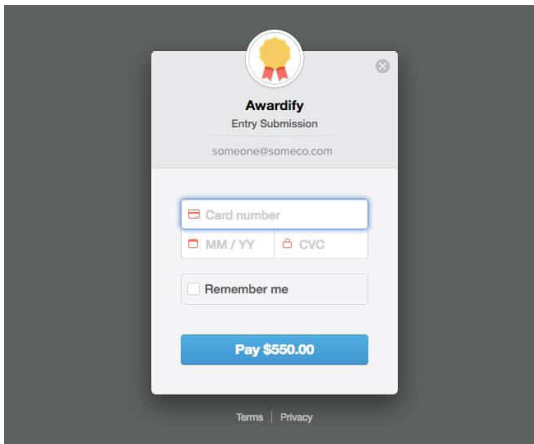 Awardify
Entry Submission
someone@someco.com
Card number
MM / YY CVC
Remember me
Pay $550.00
Terms | Privacy